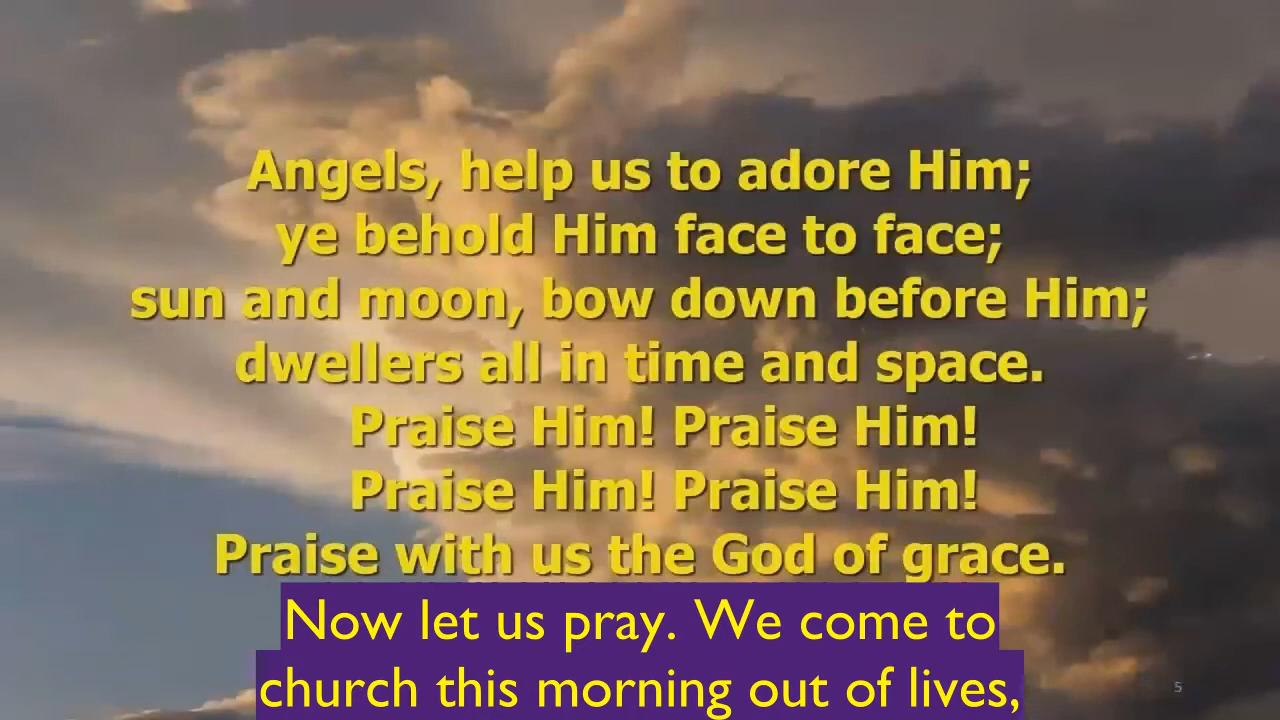 Angels, help us to adore Him;
ye behold Him face to face;
sun and moon, bow down before Him;
dwellers all in time and space.
Praise Him! Praise Him!
Praise Him! Praise Him!
Praise with us the God of grace.
Now let us pray. We come to
church this morning out of lives,
5